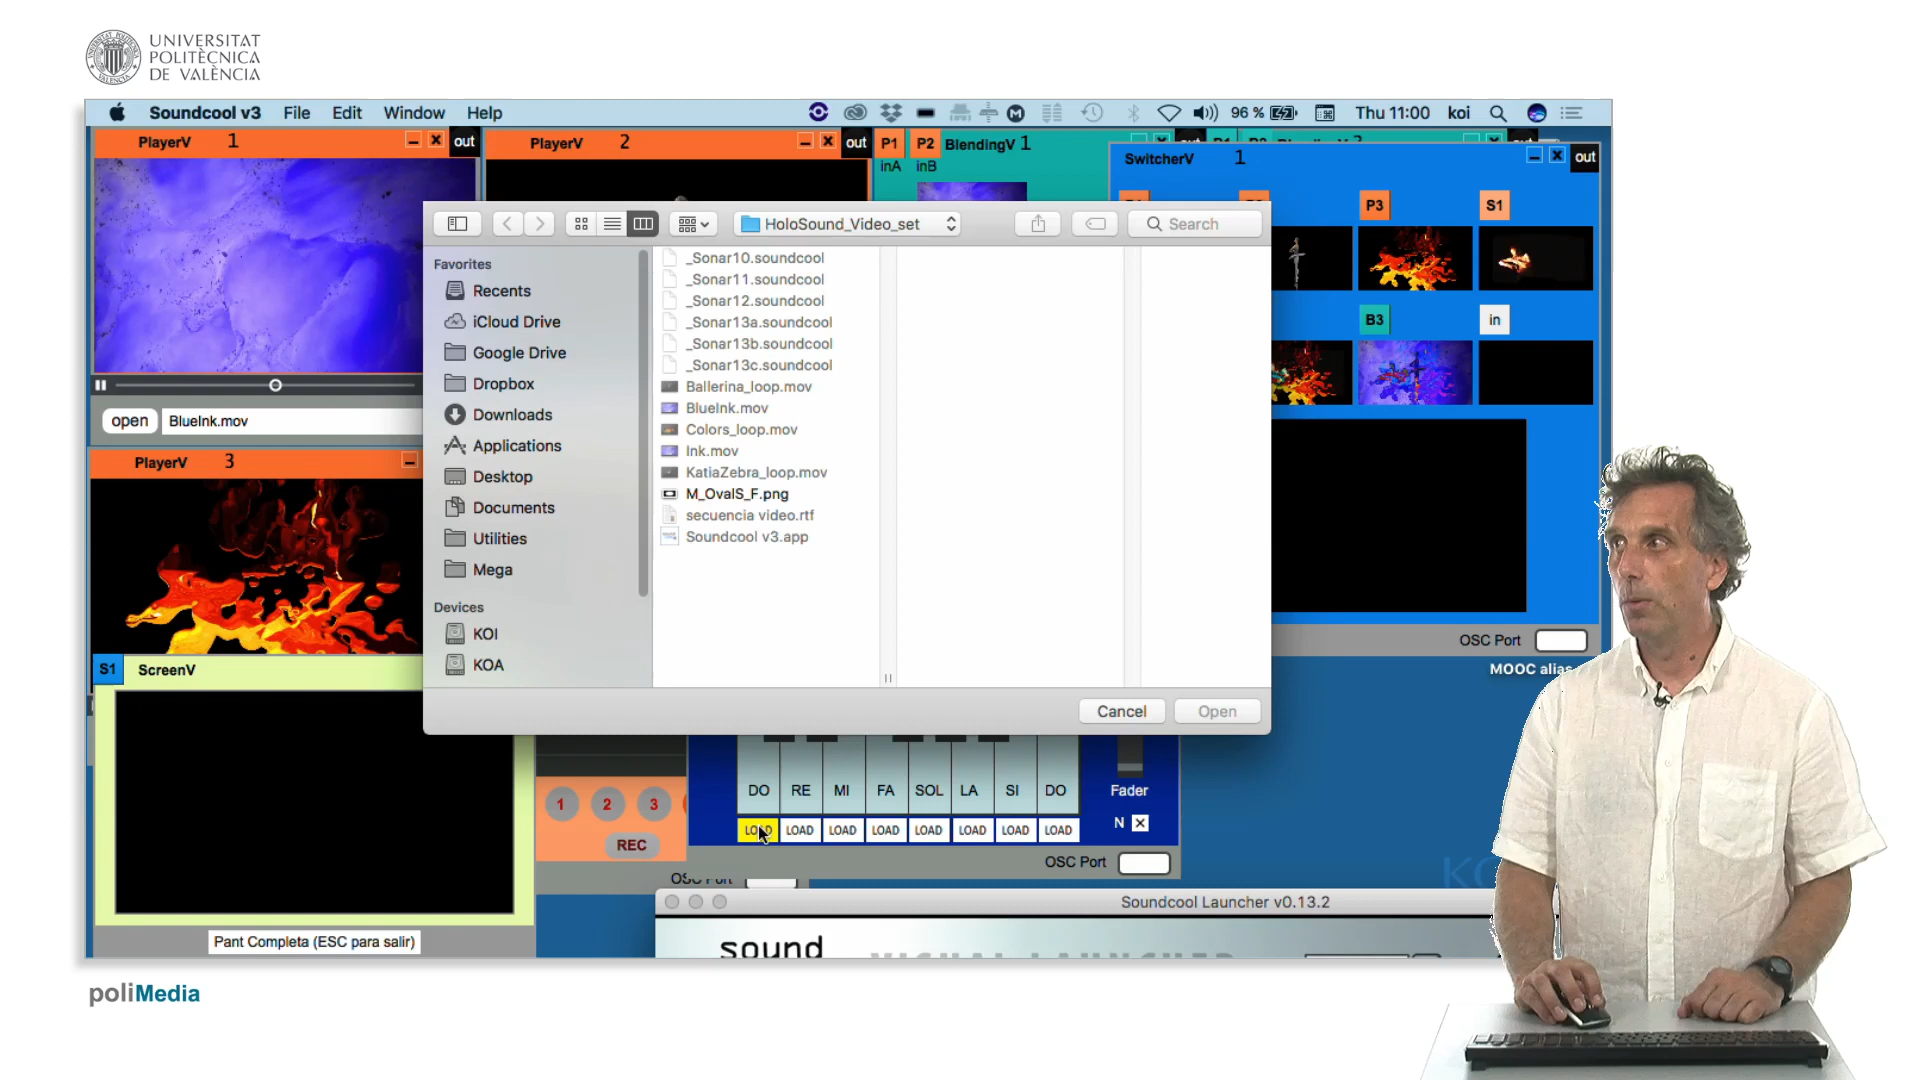 UNIVERSITAT
POLITÈCNICA
DE VALÈNCIA
Soundcool v3 File Edit Window Help 96 % Thu 11:00 koi
PlayerV 1 out
PlayerV 2 out
P1 P2 BlendingV 1
inA inB
SwitcherV 1 out
P3 S1
B3 in
open BlueInk.mov
PlayerV 3
S1 ScreenV
Pant Completa (ESC para salir)
HoloSound_Video_set
Search
Favorites
Recents
iCloud Drive
Google Drive
Dropbox
Downloads
Applications
Desktop
Documents
Utilities
Mega
Devices
KOI
KOA
_Sonar10.soundcool
_Sonar11.soundcool
_Sonar12.soundcool
_Sonar13a.soundcool
_Sonar13b.soundcool
_Sonar13c.soundcool
Ballerina_loop.mov
BlueInk.mov
Colors_loop.mov
Ink.mov
KatiaZebra_loop.mov
M_OvalS_F.png
secuencia video.rtf
Soundcool v3.app
Cancel Open
OSC Port
MOOC alias
1 2 3
REC
DO RE MI FA SOL LA SI DO
LOAD LOAD LOAD LOAD LOAD LOAD LOAD LOAD
Fader
N
OSC Port
Soundcool Launcher v0.13.2
sound
poliMedia